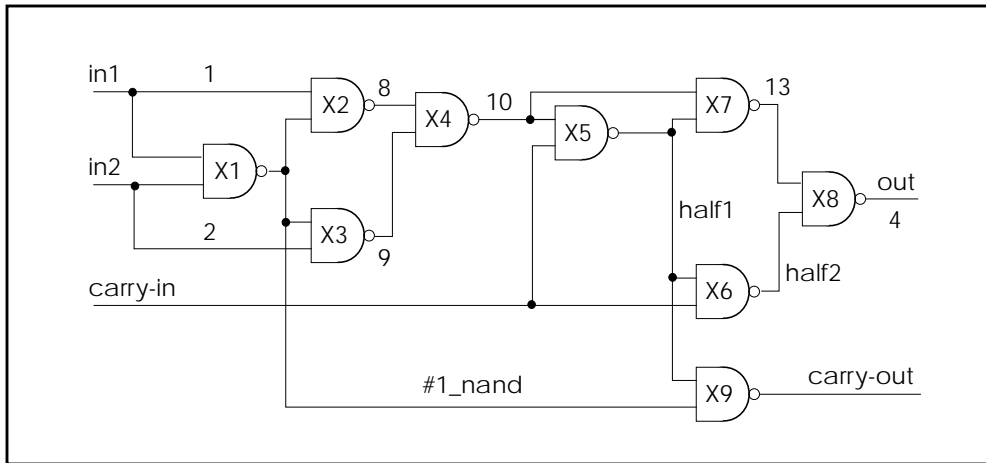 in1
1
8
13
X2
10
X7
X4
X5
in2
X1
X8
out
half1
4
2
X3
9
carry-in
half2
X6
#1_nand
carry-out
X9